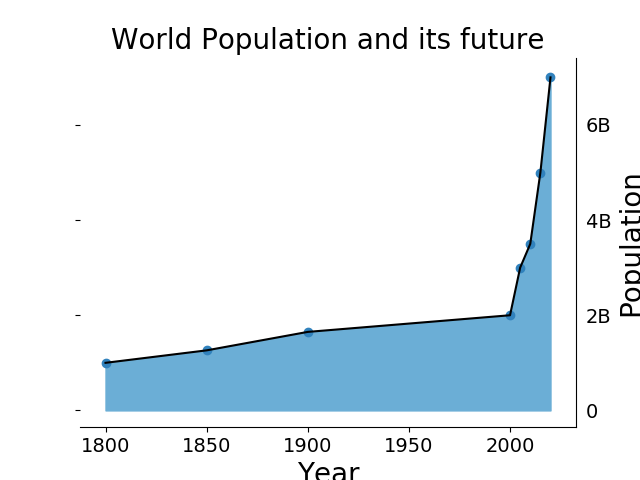 World Population and its future
6B
4B
2B
0
Population
1800 1850 1900 1950 2000
Year